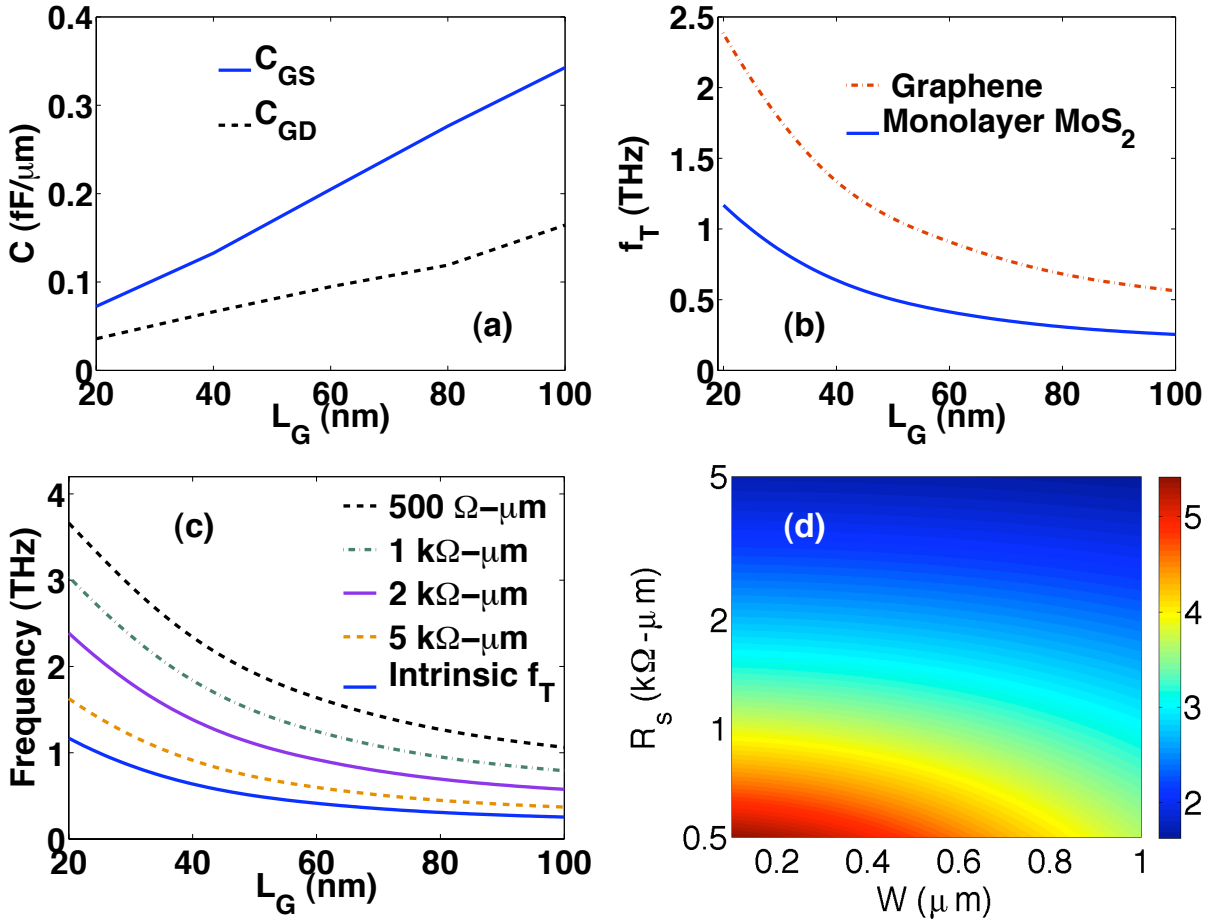 0.4
0.3
0.2
0.1
0
C (fF/μm)
C_GS
C_GD
(a)
20 40 60 80 100
L_G (nm)
2.5
2
1.5
1
0.5
0
f_T (THz)
Graphene
Monolayer MoS_2
(b)
20 40 60 80 100
L_G (nm)
4
3
2
1
0
Frequency (THz)
(c)
500 Ω−μm
1 kΩ−μm
2 kΩ−μm
5 kΩ−μm
Intrinsic f_T
20 40 60 80 100
L_G (nm)
5
2
1
0.5
R_s (kΩ-μm)
(d)
0.2 0.4 0.6 0.8 1
W (μm)
5
4
3
2